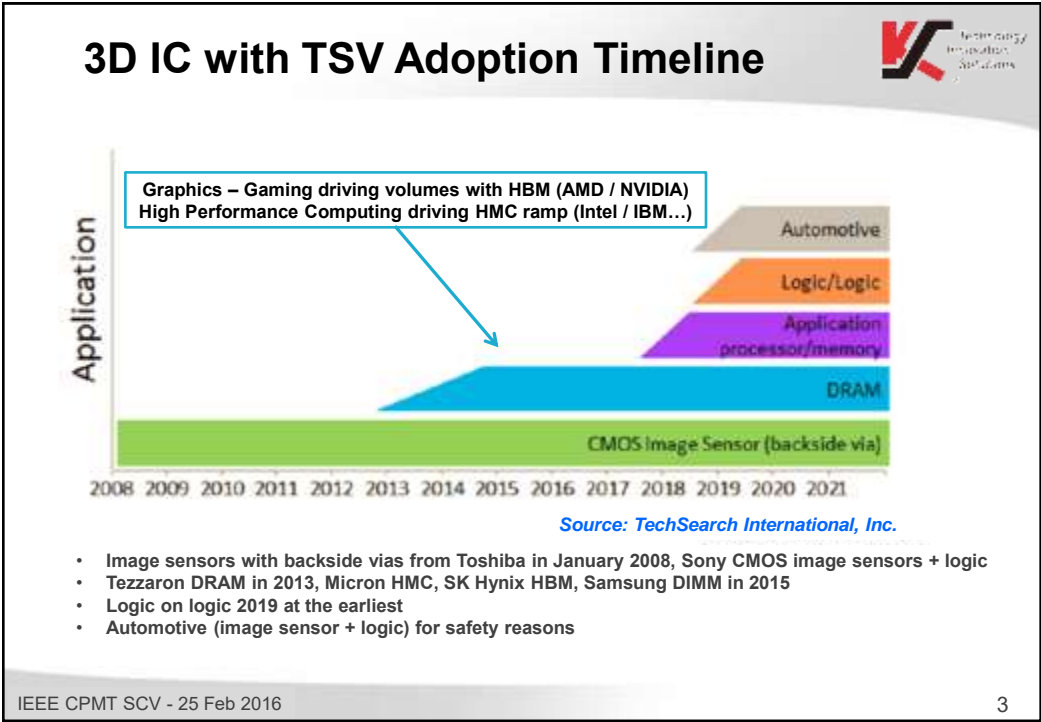 3D IC with TSV Adoption Timeline
Technology
Innovation
Solutions
Graphics – Gaming driving volumes with HBM (AMD / NVIDIA)
High Performance Computing driving HMC ramp (Intel / IBM…)
Application
Automotive
Logic/Logic
Application
processor/memory
DRAM
CMOS Image Sensor (backside via)
2008 2009 2010 2011 2012 2013 2014 2015 2016 2017 2018 2019 2020 2021
Source: TechSearch International, Inc.
• Image sensors with backside vias from Toshiba in January 2008, Sony CMOS image sensors + logic
• Tezzaron DRAM in 2013, Micron HMC, SK Hynix HBM, Samsung DIMM in 2015
• Logic on logic 2019 at the earliest
• Automotive (image sensor + logic) for safety reasons
IEEE CPMT SCV - 25 Feb 2016
3